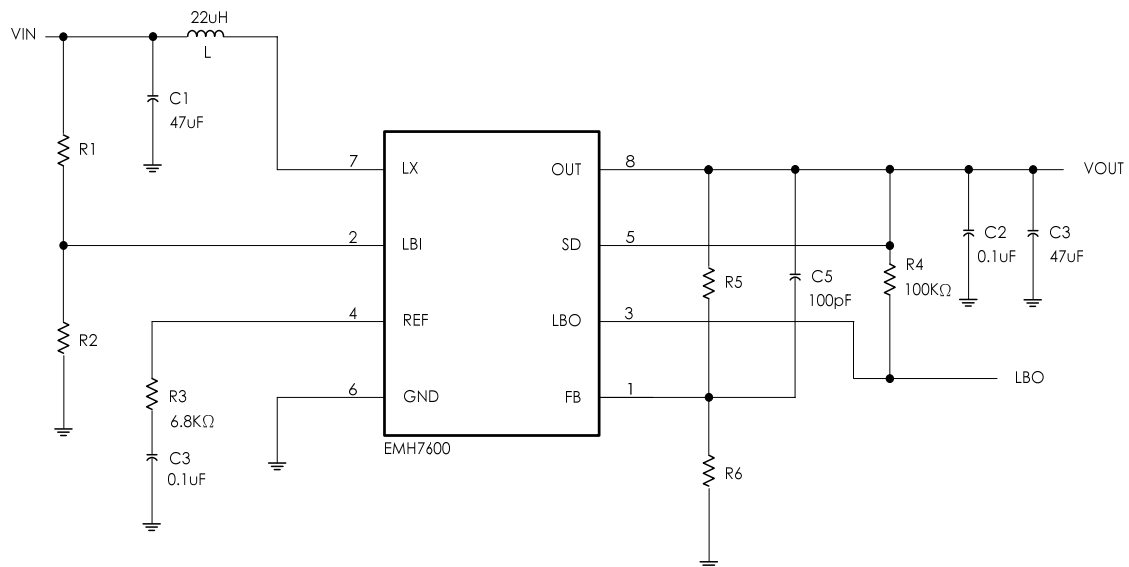 22uH
VIN
L
C1
47uF
R1
7
LX
OUT
8
VOUT
2
LBI
SD
5
C2
0.1uF
C3
47uF
R4
100KΩ
R5
C5
100pF
4
REF
LBO
3
R2
LBO
R3
6.8KΩ
6
GND
FB
1
EMH7600
C3
0.1uF
R6